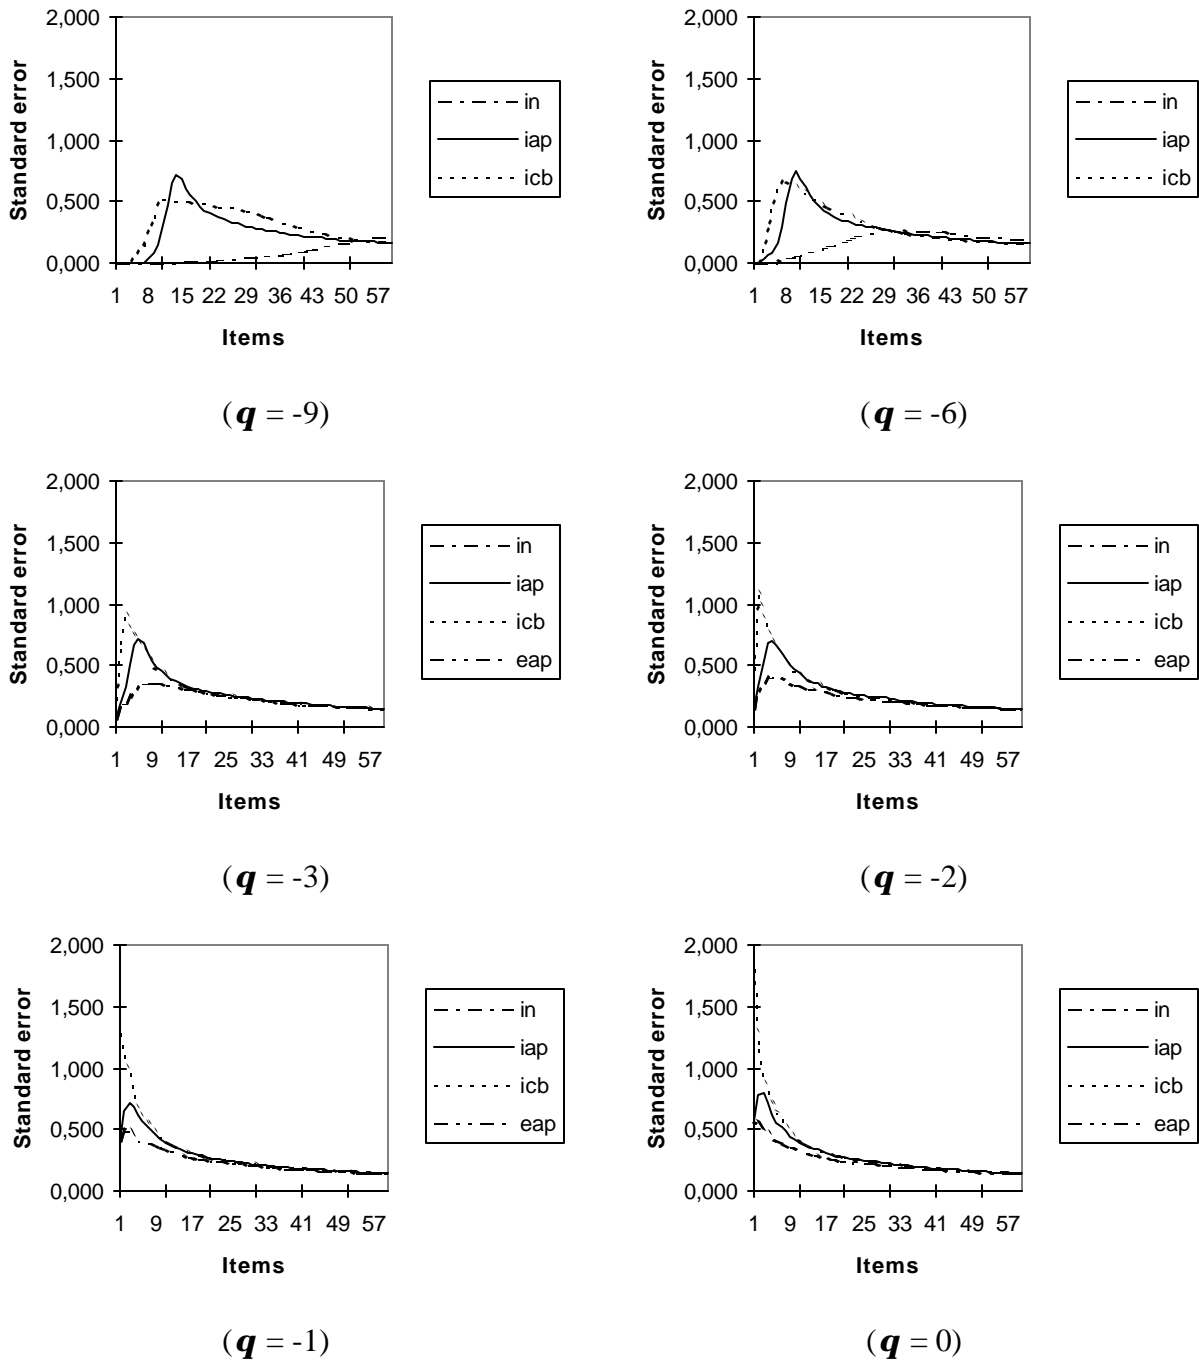 2,000
1,500
1,000
0,500
0,000
Standard error
1 8 15 22 29 36 43 50 57
Items
in
iap
icb
(q = -9)
2,000
1,500
1,000
0,500
0,000
Standard error
1 8 15 22 29 36 43 50 57
Items
in
iap
icb
(q = -6)
2,000
1,500
1,000
0,500
0,000
Standard error
1 9 17 25 33 41 49 57
Items
in
iap
icb
eap
(q = -3)
2,000
1,500
1,000
0,500
0,000
Standard error
1 9 17 25 33 41 49 57
Items
in
iap
icb
eap
(q = -2)
2,000
1,500
1,000
0,500
0,000
Standard error
1 9 17 25 33 41 49 57
Items
in
iap
icb
eap
(q = -1)
2,000
1,500
1,000
0,500
0,000
Standard error
1 9 17 25 33 41 49 57
Items
in
iap
icb
eap
(q = 0)